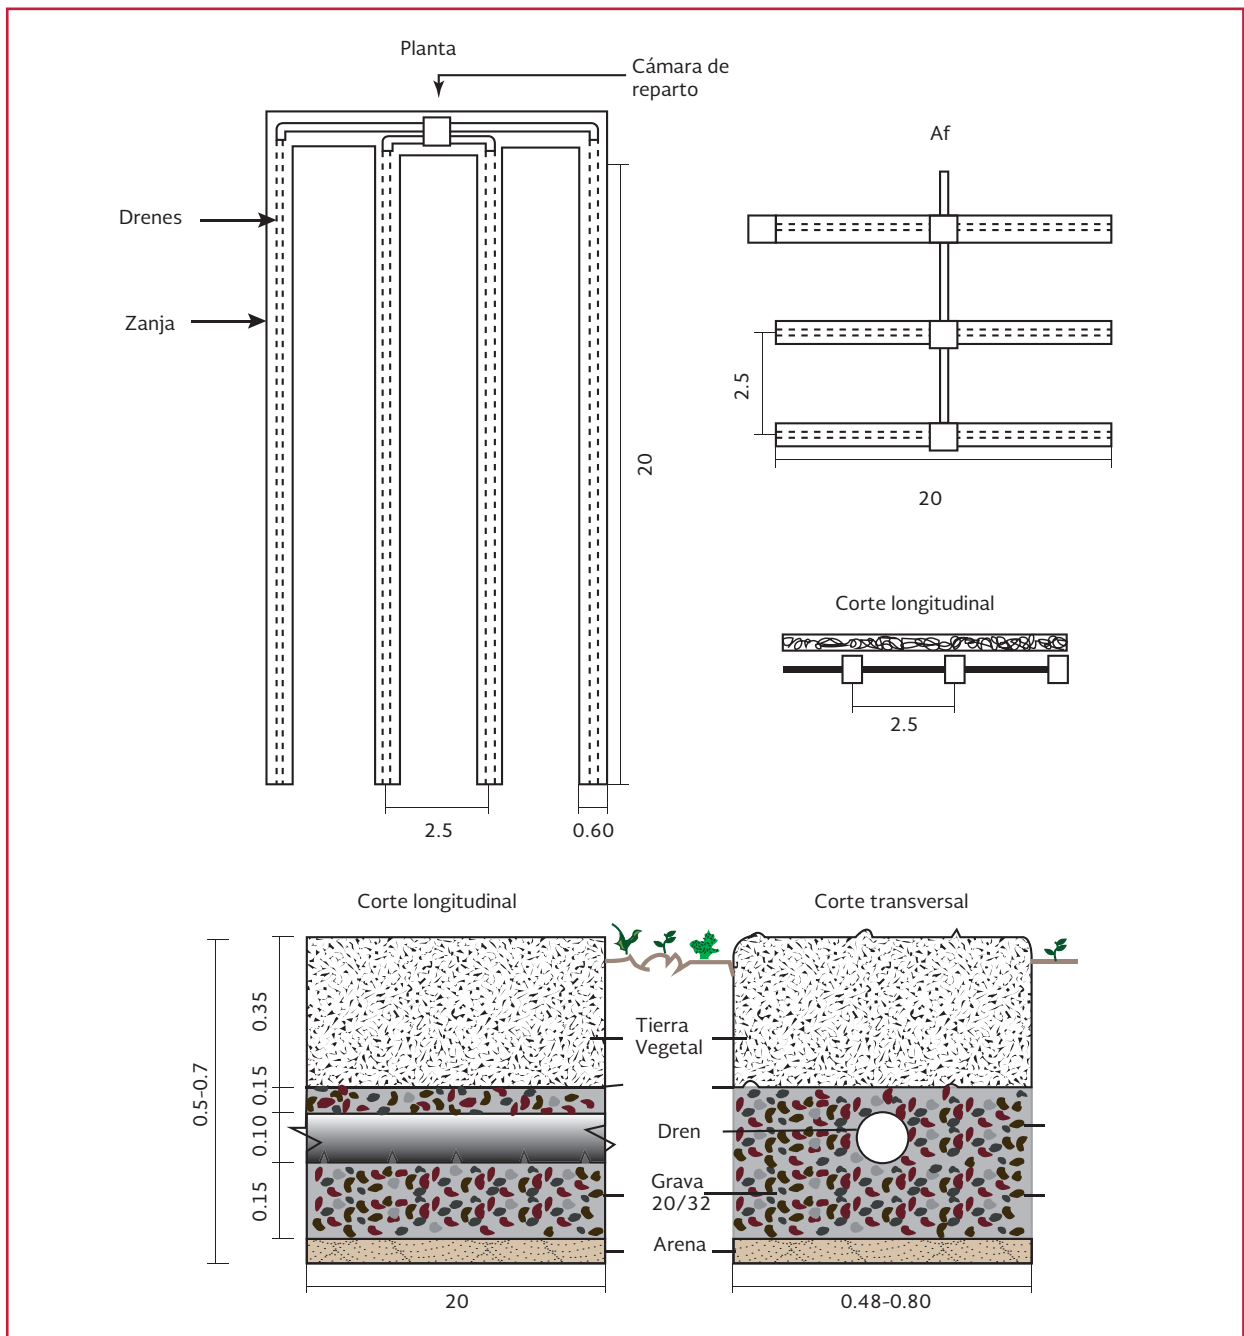 Planta
Cámara de
reparto
Af
Drenes
Zanja
2.5
20
20
Corte longitudinal
2.5
2.5
0.60
Corte longitudinal
Corte transversal
0.5-0.7
0.35
0.15
0.10
0.15
Tierra
Vegetal
Dren
Grava
20/32
Arena
20
0.48-0.80